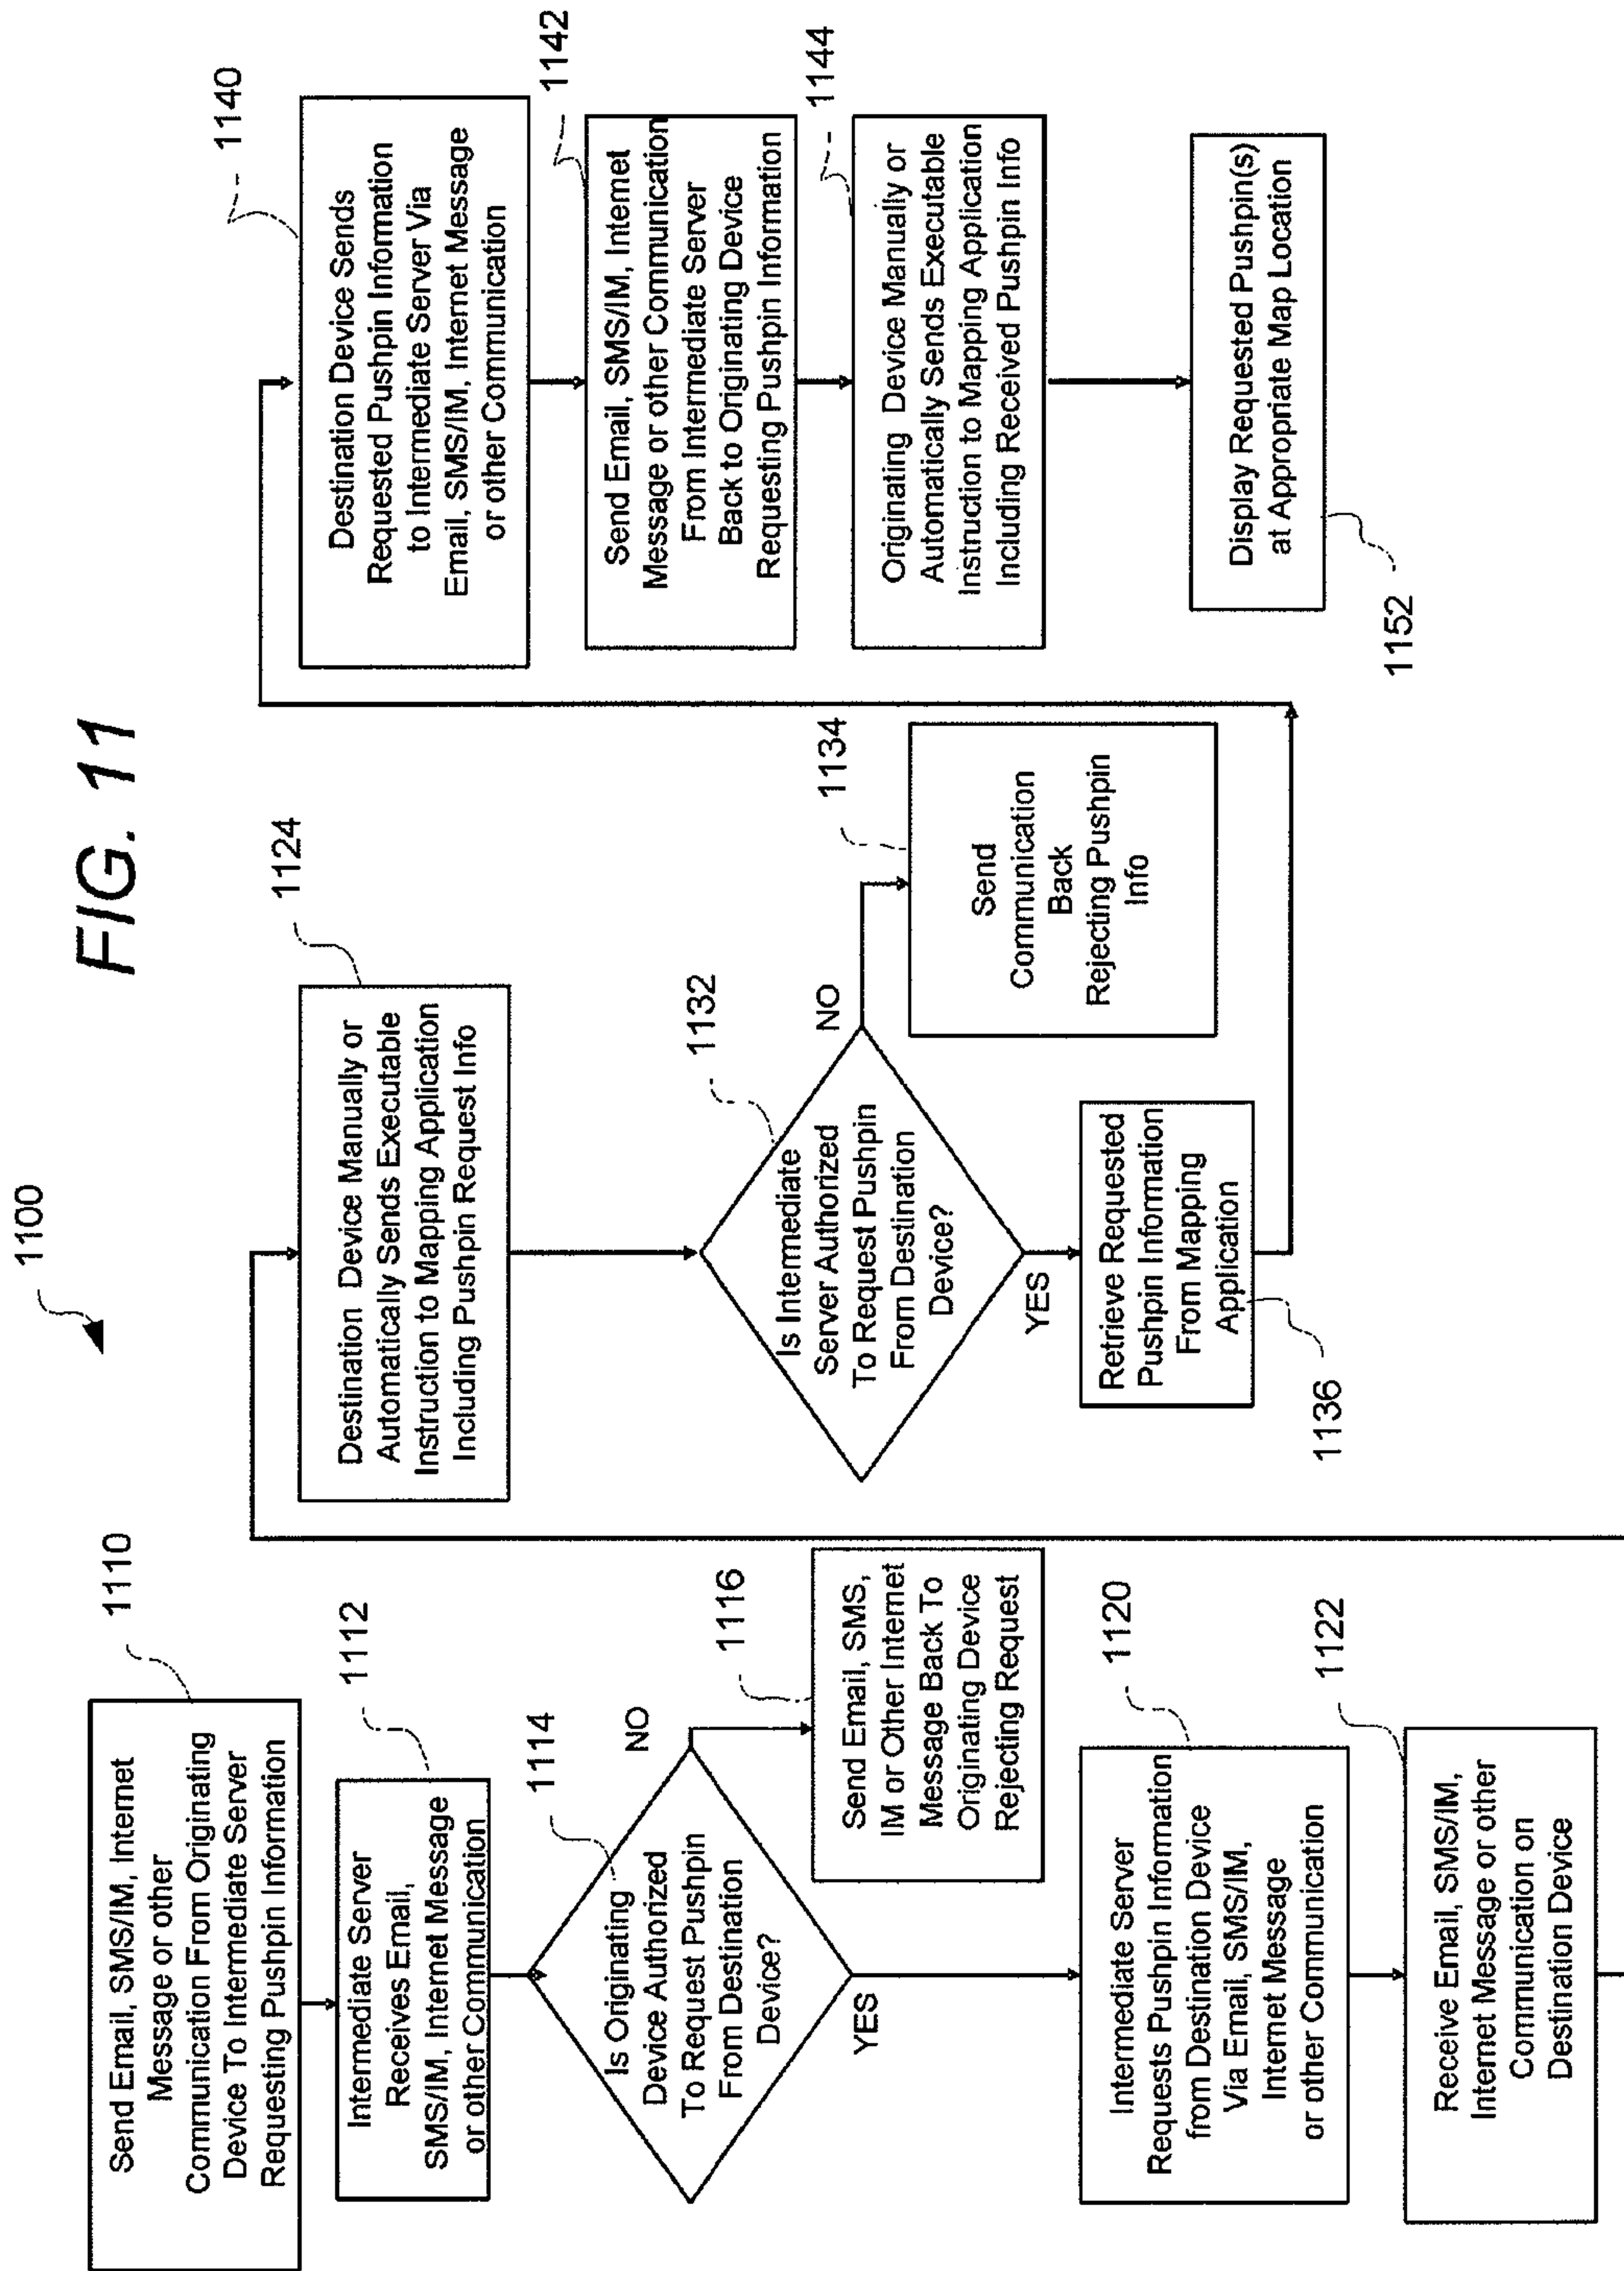 FIG. 11
1100
Send Email, SMS/IM, Internet
Message or other
Communication From Originating
Device To Intermediate Server
Requesting Pushpin Information
1110
Intermediate Server
Receives Email,
SMS/IM, Internet Message
or other Communication
1112
Is Originating
Device Authorized
To Request Pushpin
From Destination
Device?
1114
NO
Send Email, SMS,
IM or Other Internet
Message Back To
Originating Device
Rejecting Request
1116
YES
Intermediate Server
Requests Pushpin Information
from Destination Device
Via Email, SMS/IM,
Internet Message
or other Communication
1120
Receive Email, SMS/IM,
Internet Message or other
Communication on
Destination Device
1122
Destination Device Manually or
Automatically Sends Executable
Instruction to Mapping Application
Including Pushpin Request Info
1124
Is Intermediate
Server Authorized
To Request Pushpin
From Destination
Device?
1132
NO
Send
Communication
Back
Rejecting Pushpin
Info
1134
YES
Retrieve Requested
Pushpin Information
From Mapping
Application
1136
Destination Device Sends
Requested Pushpin Information
to Intermediate Server Via
Email, SMS/IM, Internet Message
or other Communication
1140
Send Email, SMS/IM, Internet
Message or other Communication
From Intermediate Server
Back to Originating Device
Requesting Pushpin Information
1142
Originating Device Manually or
Automatically Sends Executable
Instruction to Mapping Application
Including Received Pushpin Info
1144
Display Requested Pushpin(s)
at Appropriate Map Location
1152